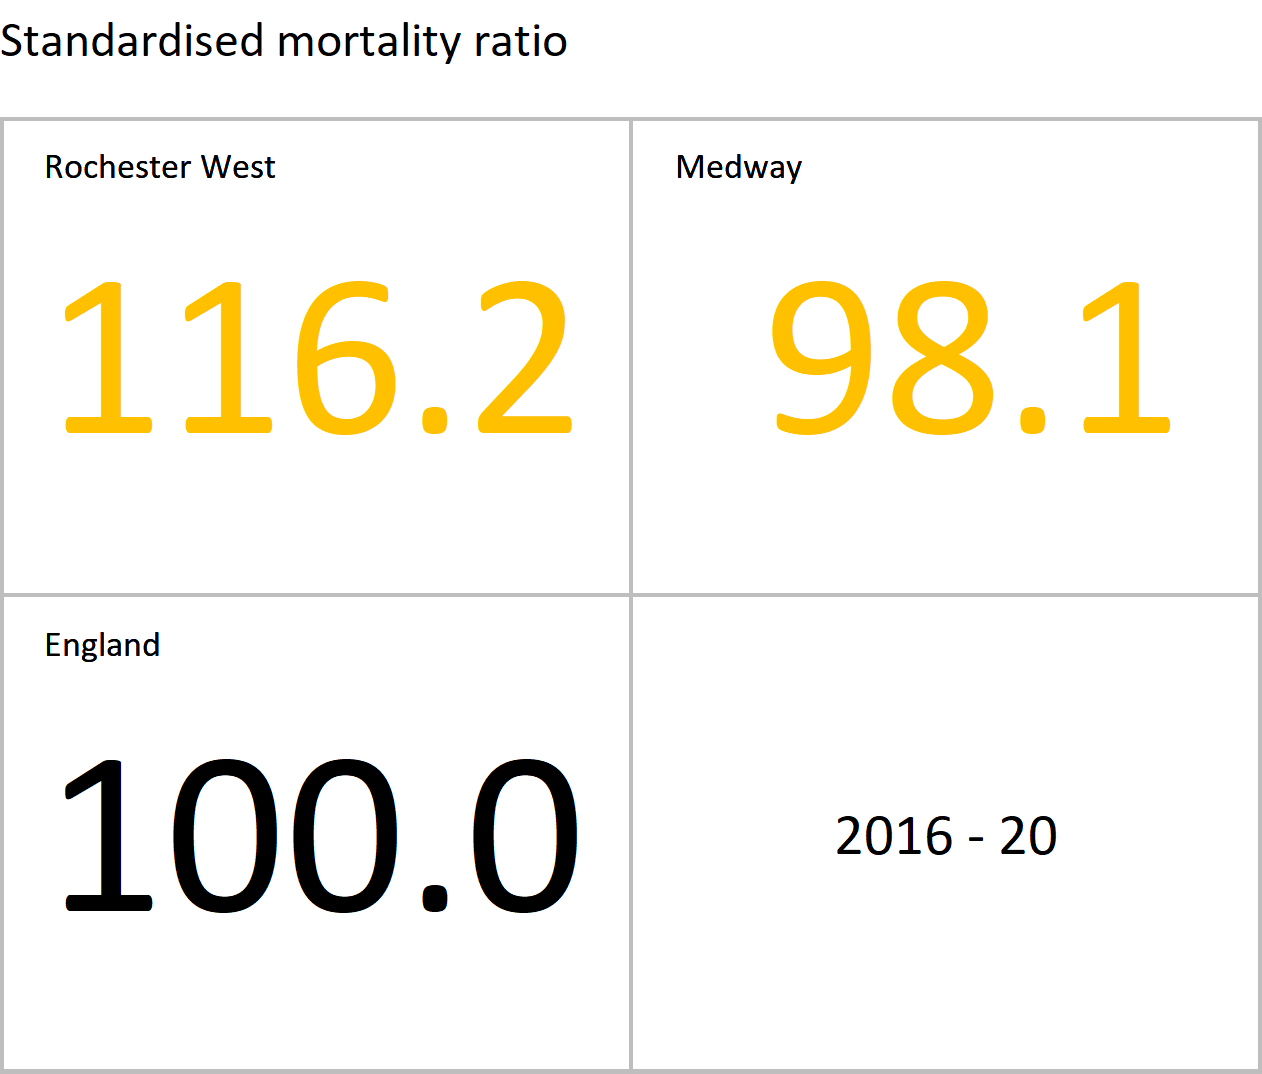 Standardised mortality ratio
Rochester West
116.2
Medway
98.1
England
100.0
2016 - 20